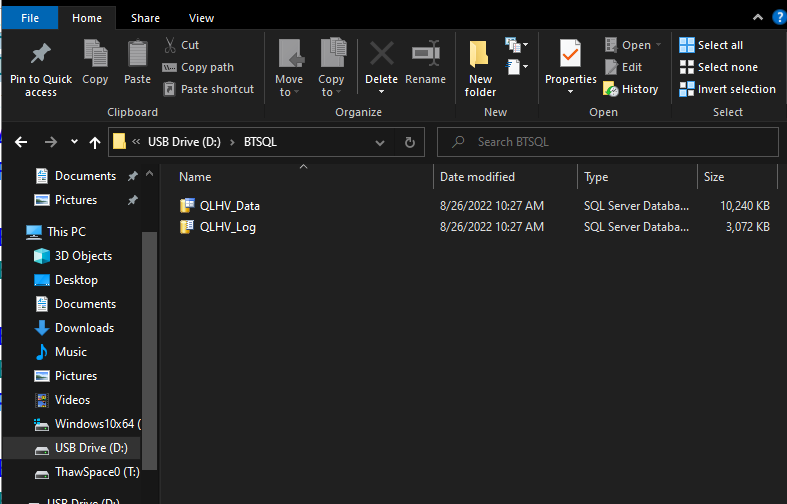 File Home Share View
Pin to Quick access
Copy
Paste
Cut
Copy path
Paste shortcut
Clipboard
Move to
Copy to
Delete
Rename
Organize
New folder
New
Properties
Open
Edit
History
Open
Select all
Select none
Invert selection
Select
« USB Drive (D:) > BTSQL
Search BTSQL
Documents
Pictures
This PC
3D Objects
Desktop
Documents
Downloads
Music
Pictures
Videos
Windows10x64 (
USB Drive (D:)
ThawSpace0 (T:)
USB Drive (D:)
Name Date modified Type Size
QLHV_Data 8/26/2022 10:27 AM SQL Server Databa... 10,240 KB
QLHV_Log 8/26/2022 10:27 AM SQL Server Databa... 3,072 KB